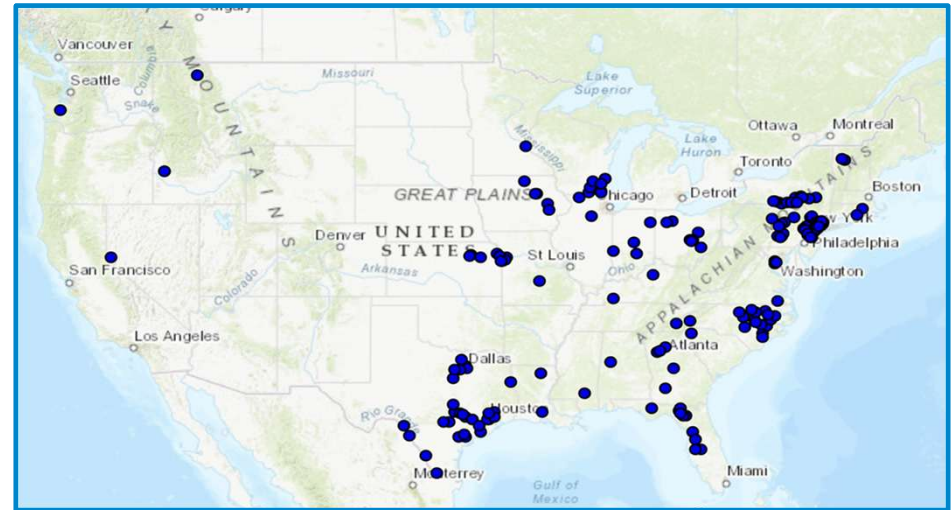 Calgary
Vancouver
Seattle
Columbia
Snake
Y MOUNTAINS
Missouri
Lake
Superior
Ottawa
Montreal
Mississippi
Lake
Huron
Toronto
Boston
GREAT PLAINS
Chicago
Detroit
New York
Denver
UNITED
STATES
St Louis
Philadelphia
San Francisco
Colorado
Arkansas
Ohio
Washington
APPALACHIAN MOUNTAINS
Los Angeles
Dallas
Atlanta
Rio Grande
Houston
Monterrey
Gulf of
Mexico
Miami